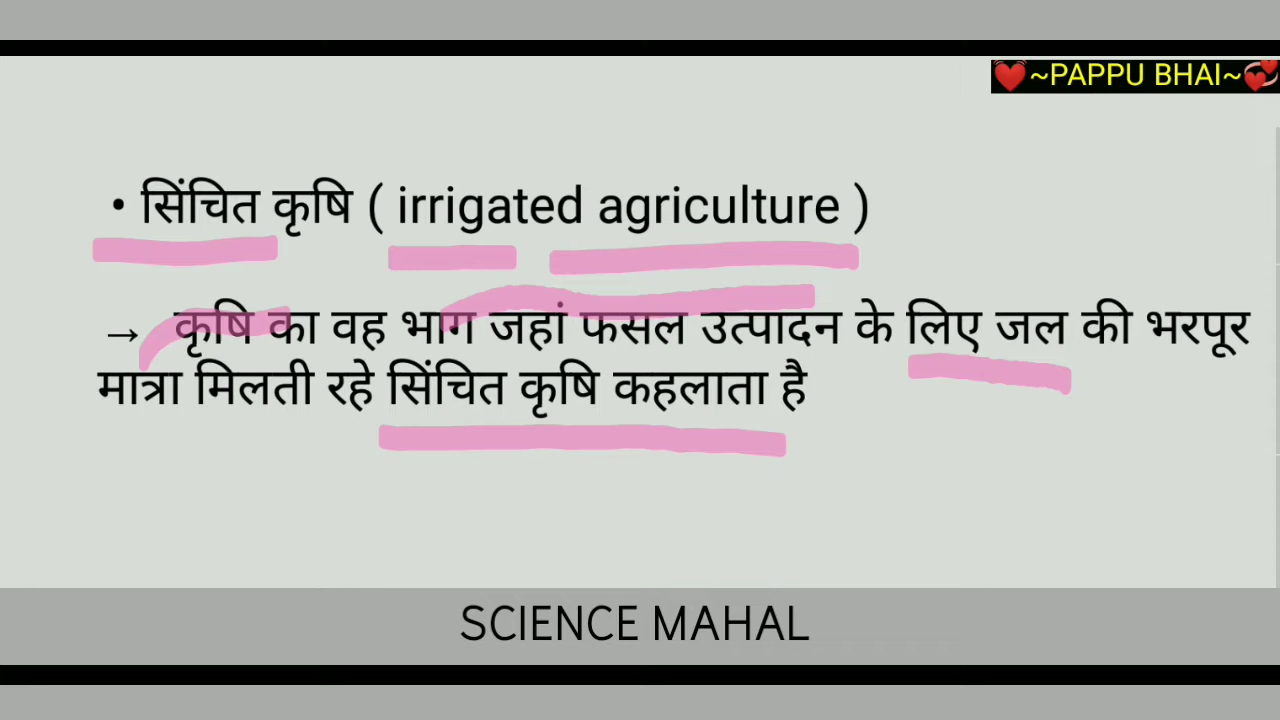 ❤️~PAPPU BHAI~💞
• सिंचित कृषि ( irrigated agriculture )
→ कृषि का वह भाग जहां फसल उत्पादन के लिए जल की भरपूर
मात्रा मिलती रहे सिंचित कृषि कहलाता है
SCIENCE MAHAL